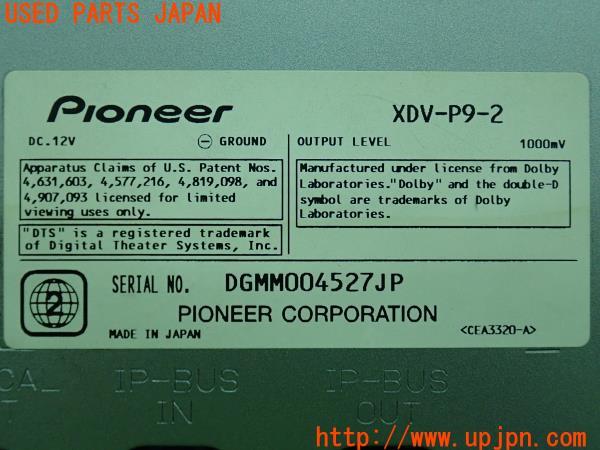 USED PARTS JAPAN
Pioneer
XDV-P9-2
DC.12V
GROUND
OUTPUT LEVEL
1000mV
Apparatus Claims of U.S. Patent Nos.
4,631,603, 4,577,216, 4,819,098, and
4,907,093 licensed for limited
viewing uses only.
"DTS" is a registered trademark
of Digital Theater Systems, Inc.
Manufactured under license from Dolby
Laboratories."Dolby" and the double-D
symbol are trademarks of Dolby
Laboratories.
2
SERIAL NO.
DGMM004527JP
PIONEER CORPORATION
MADE IN JAPAN
<CEA3320-A>
IP-BUS
IN
IP-BUS
OUT
http://www.upjpn.com/